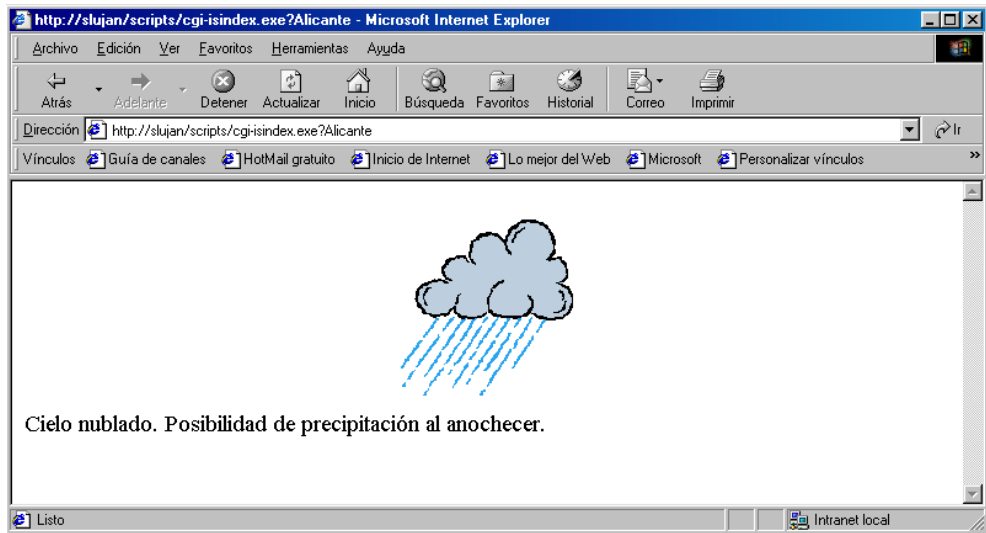 http://slujan/scripts/cgi-isindex.exe?Alicante - Microsoft Internet Explorer
Archivo Edición Ver Favoritos Herramientas Ayuda
Atrás Adelante Detener Actualizar Inicio Búsqueda Favoritos Historial Correo Imprimir
Dirección http://slujan/scripts/cgi-isindex.exe?Alicante Ir
Vínculos Guía de canales HotMail gratuito Inicio de Internet Lo mejor del Web Microsoft Personalizar vínculos »
Cielo nublado. Posibilidad de precipitación al anochecer.
Listo Intranet local